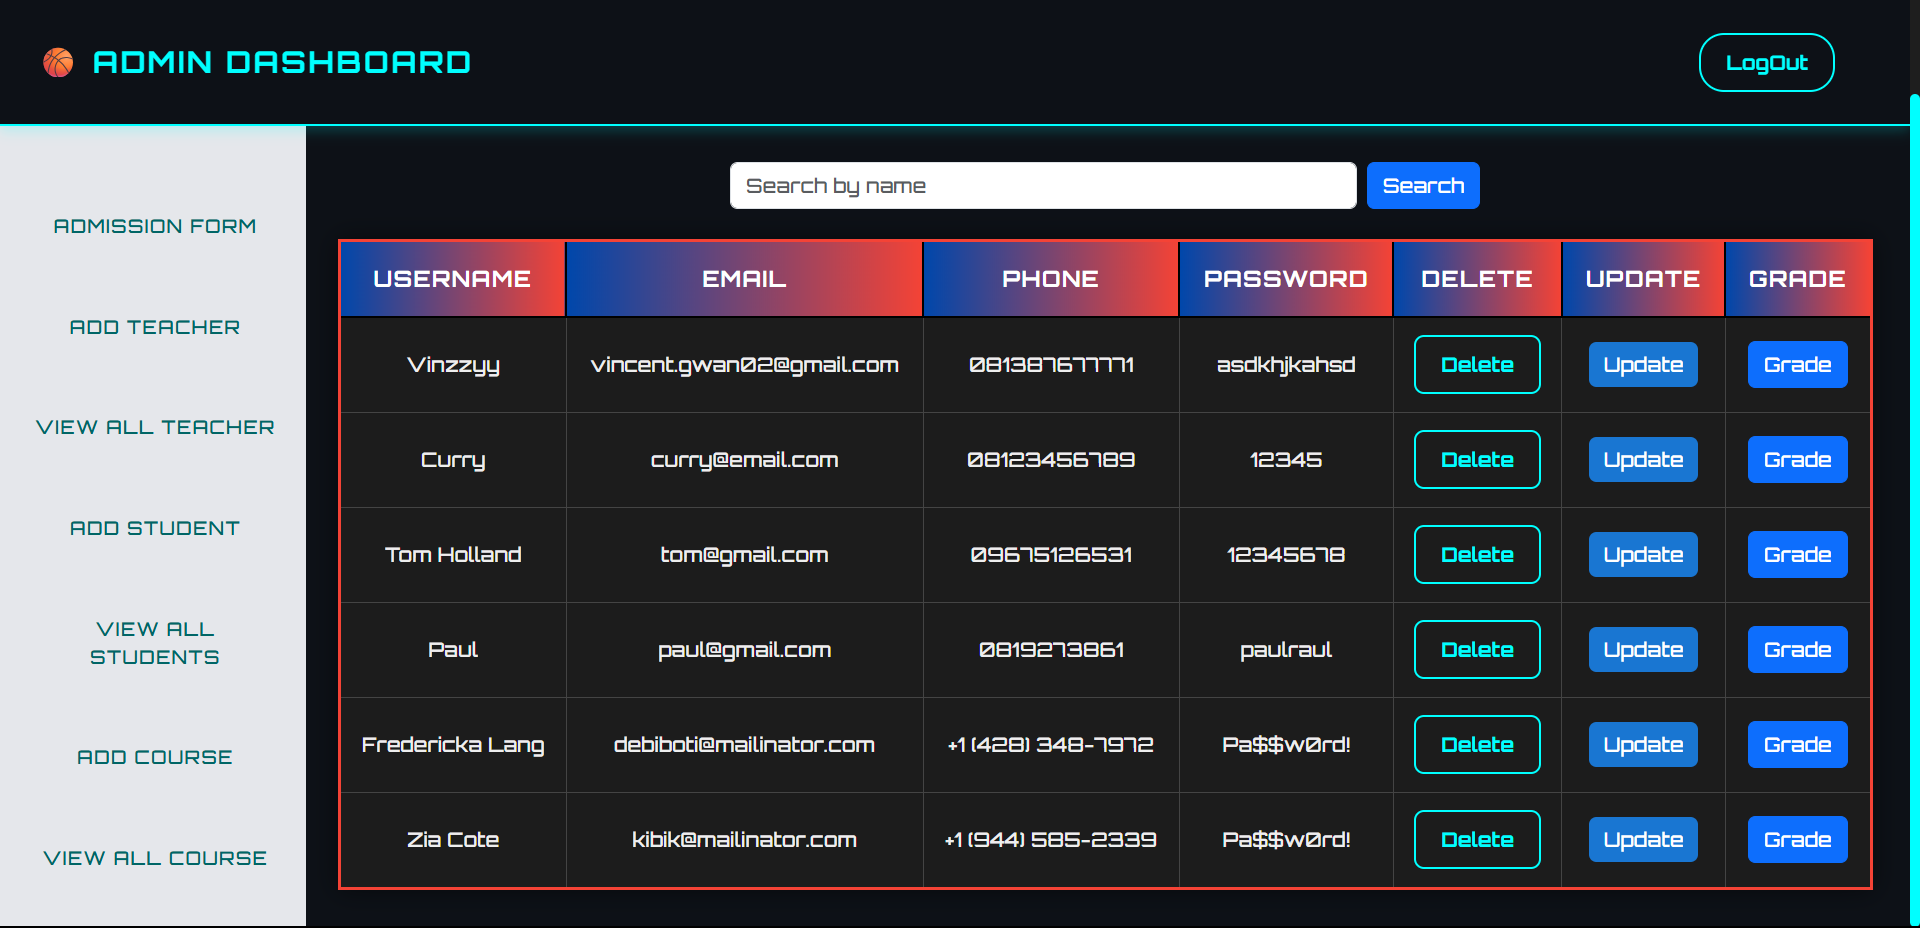 ADMIN DASHBOARD
LogOut
ADMISSION FORM
ADD TEACHER
VIEW ALL TEACHER
ADD STUDENT
VIEW ALL
STUDENTS
ADD COURSE
VIEW ALL COURSE
Search by name Search
USERNAME EMAIL PHONE PASSWORD DELETE UPDATE GRADE
Vinzzyy vincent.gwan02@gmail.com 081387677771 asdkhjkahsd Delete Update Grade
Curry curry@email.com 08123456789 12345 Delete Update Grade
Tom Holland tom@gmail.com 09675126531 12345678 Delete Update Grade
Paul paul@gmail.com 0819273861 paulraul Delete Update Grade
Fredericka Lang debiboti@mailinator.com +1 (428) 348-7972 Pa$$w0rd! Delete Update Grade
Zia Cote kibik@mailinator.com +1 (944) 585-2339 Pa$$w0rd! Delete Update Grade